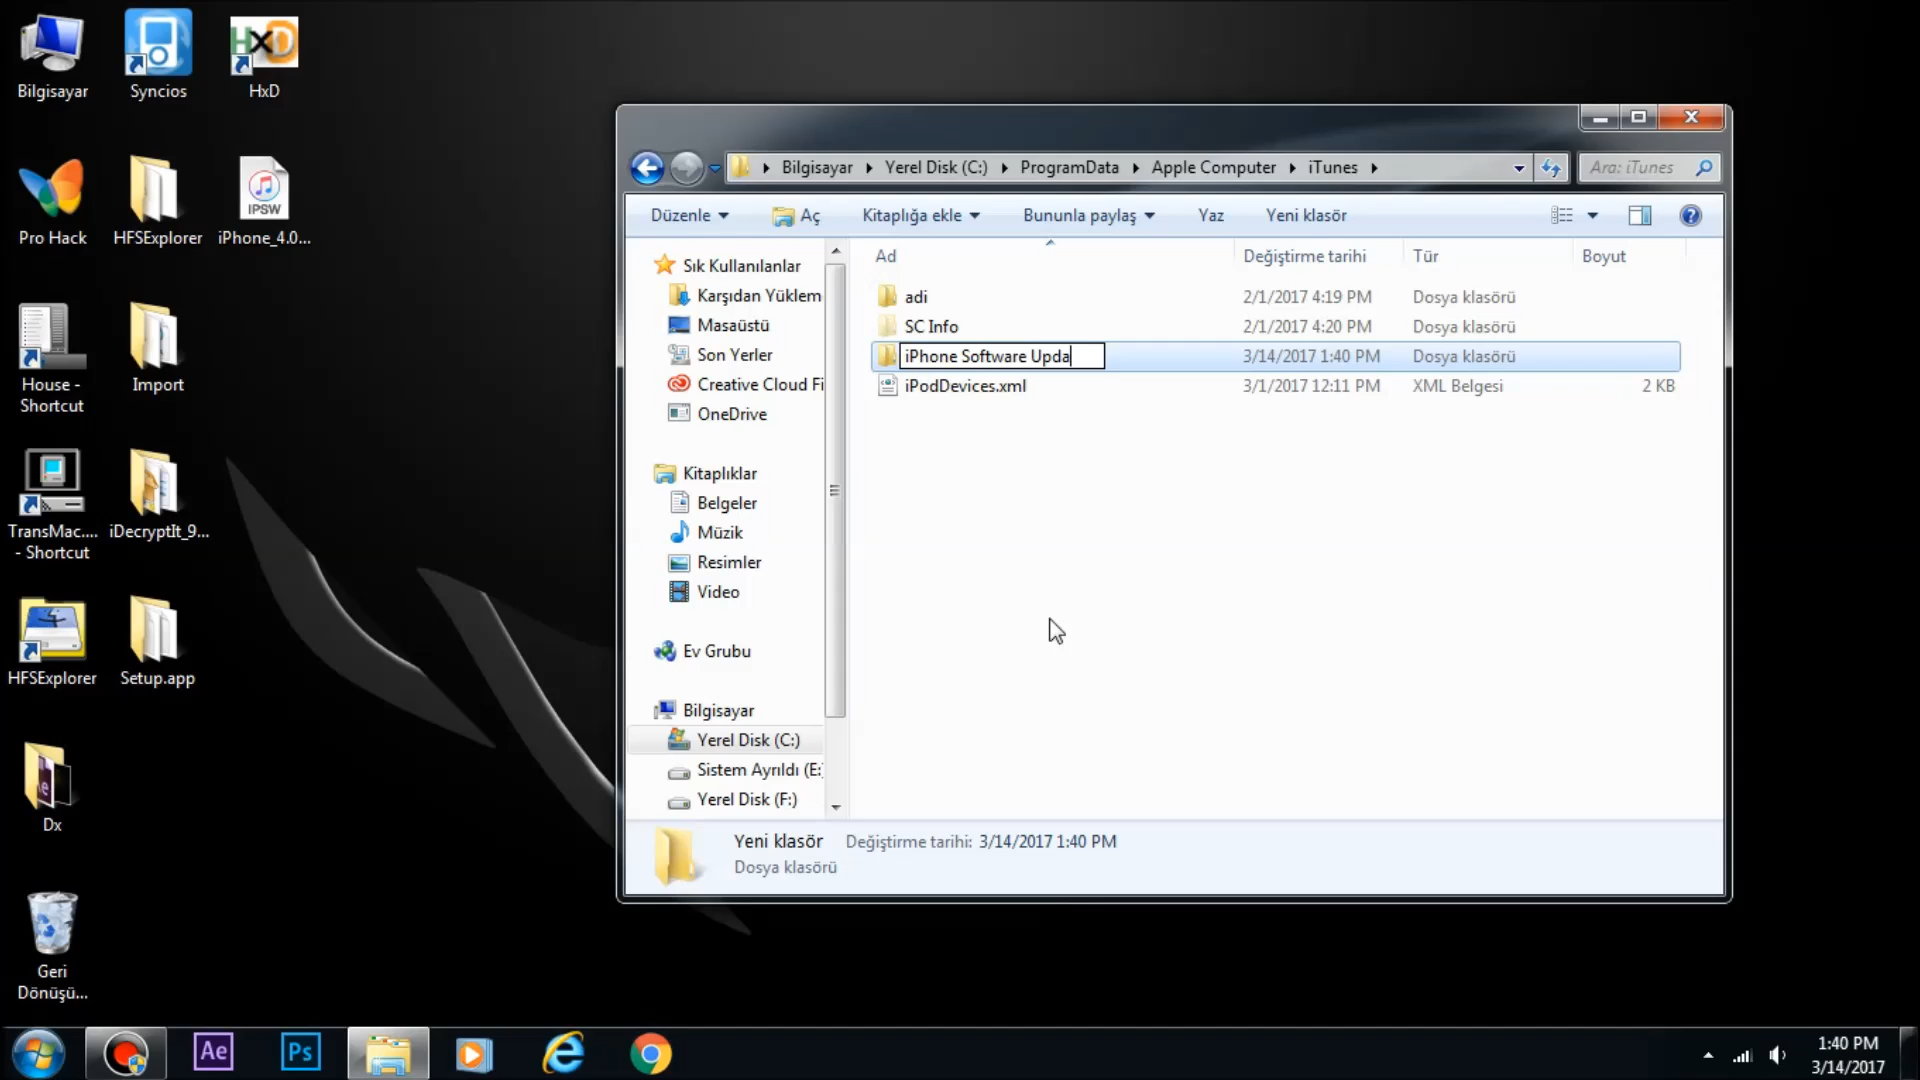 Bilgisayar
Syncios
HxD
Pro Hack
HFSExplorer
iPhone_4.0...
IPSW
House -
Shortcut
Import
TransMac....
- Shortcut
iDecryptIt_9...
HFSExplorer
Setup.app
Dx
Geri
Dönüşü...
Bilgisayar
Yerel Disk (C:)
ProgramData
Apple Computer
iTunes
Ara: iTunes
Düzenle
Aç
Kitaplığa ekle
Bununla paylaş
Yaz
Yeni klasör
Sık Kullanılanlar
Karşıdan Yüklem
Masaüstü
Son Yerler
Creative Cloud Fi
OneDrive
Kitaplıklar
Belgeler
Müzik
Resimler
Video
Ev Grubu
Bilgisayar
Yerel Disk (C:)
Sistem Ayrıldı (E:
Yerel Disk (F:)
Ad Değiştirme tarihi Tür Boyut
adi 2/1/2017 4:19 PM Dosya klasörü
SC Info 2/1/2017 4:20 PM Dosya klasörü
iPhone Software Upda 3/14/2017 1:40 PM Dosya klasörü
iPodDevices.xml 3/1/2017 12:11 PM XML Belgesi 2 KB
Yeni klasör Değiştirme tarihi: 3/14/2017 1:40 PM
Dosya klasörü
Ae
Ps
1:40 PM
3/14/2017